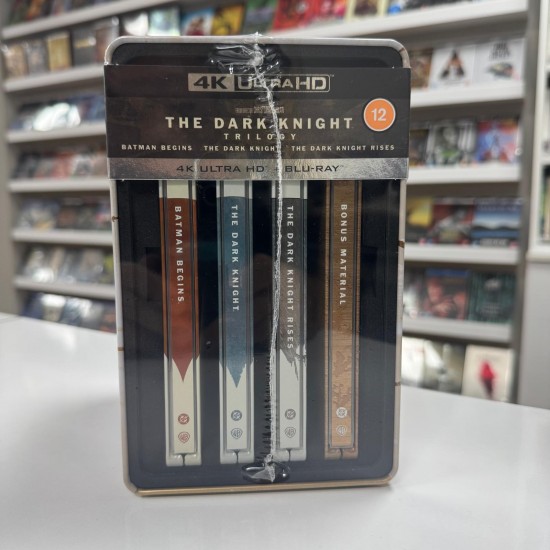 4K ULTRA HD
THE DARK KNIGHT
TRILOGY
12
BATMAN BEGINS THE DARK KNIGHT THE DARK KNIGHT RISES
4K ULTRA HD + BLU-RAY
BATMAN BEGINS
THE DARK KNIGHT
THE DARK KNIGHT RISES
BONUS MATERIAL